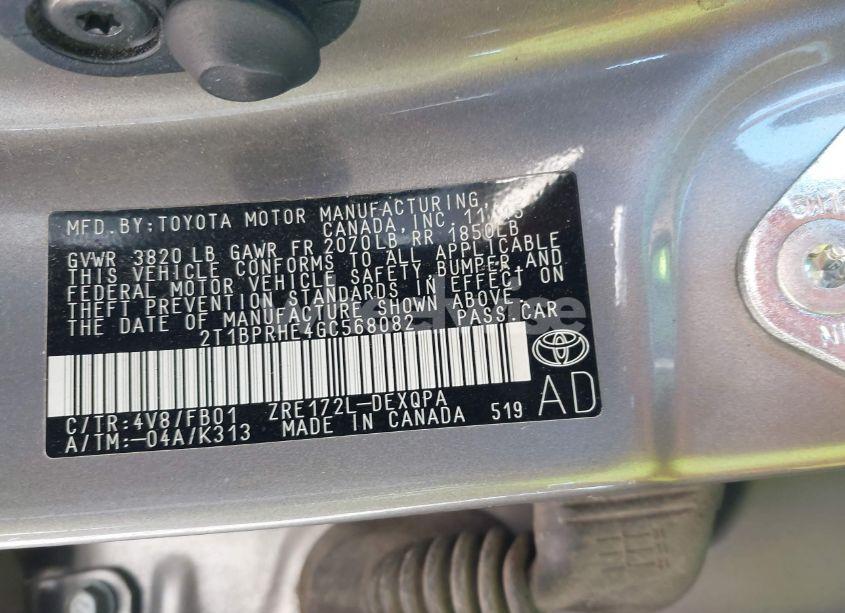 MFD. BY: TOYOTA MOTOR MANUFACTURING,
CANADA, INC.
GVWR 3820 LB GAWR FR 2070LB RR 1850LB
THIS VEHICLE CONFORMS TO ALL APPLICABLE
FEDERAL MOTOR VEHICLE SAFETY, BUMPER AND
THEFT PREVENTION STANDARDS IN EFFECT ON
THE DATE OF MANUFACTURE SHOWN ABOVE.
2T1BPRHE4GC568082 PASS. CAR
C/TR: 4V8/FB01 ZRE172L-DEXQPA
A/TM: -04A/K313 MADE IN CANADA 519
AD